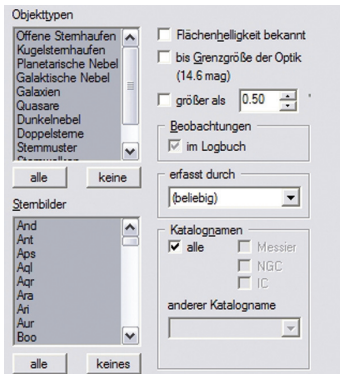 Objekttypen
Offene Sternhaufen
Kugelsternhaufen
Planetarische Nebel
Galaktische Nebel
Galaxien
Quasare
Dunkelnebel
Doppelsterne
Sternmuster
alle keine
Sternbilder
And
Ant
Aps
Aql
Aqr
Ara
Ari
Aur
Boo
alle keines
Flächenhelligkeit bekannt
bis Grenzgröße der Optik
(14.6 mag)
größer als 0.50 '
Beobachtungen
im Logbuch
erfasst durch
(beliebig)
Katalognamen
alle Messier
NGC
IC
anderer Katalogname